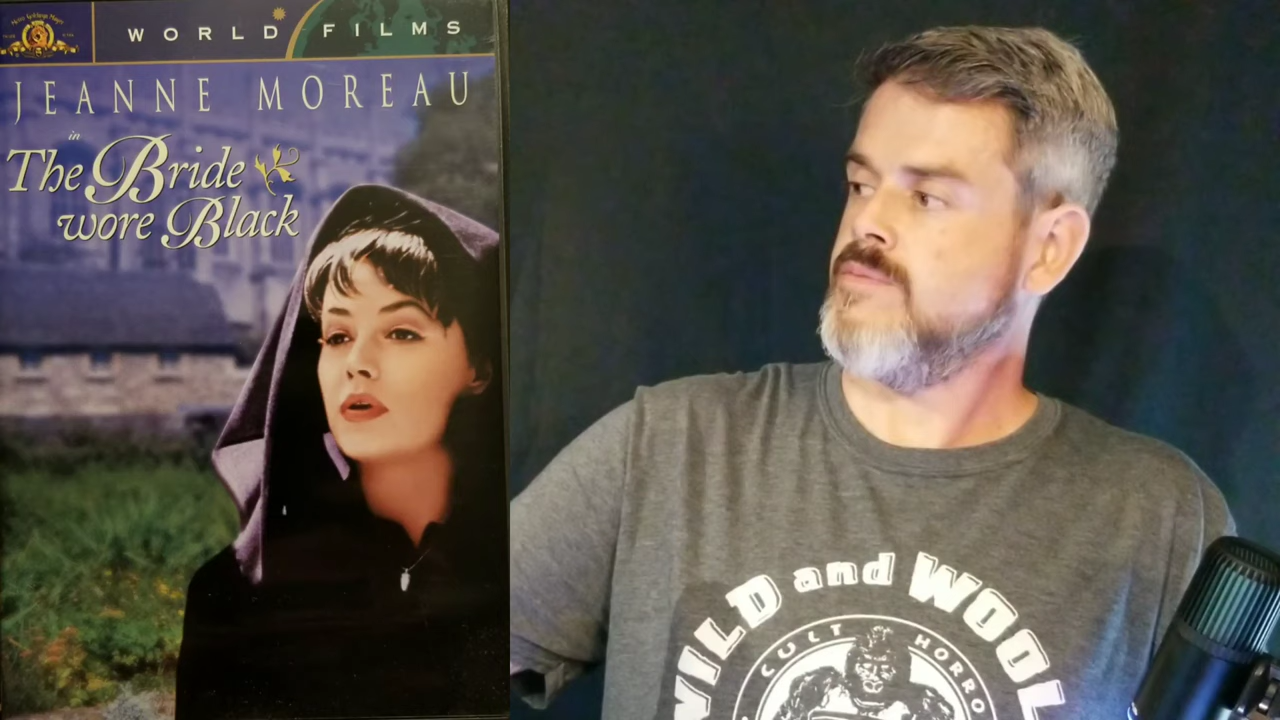 WORLD FILMS
JEANNE MOREAU
in
The Bride
wore Black
WILD and WOOL
CULT HORRO